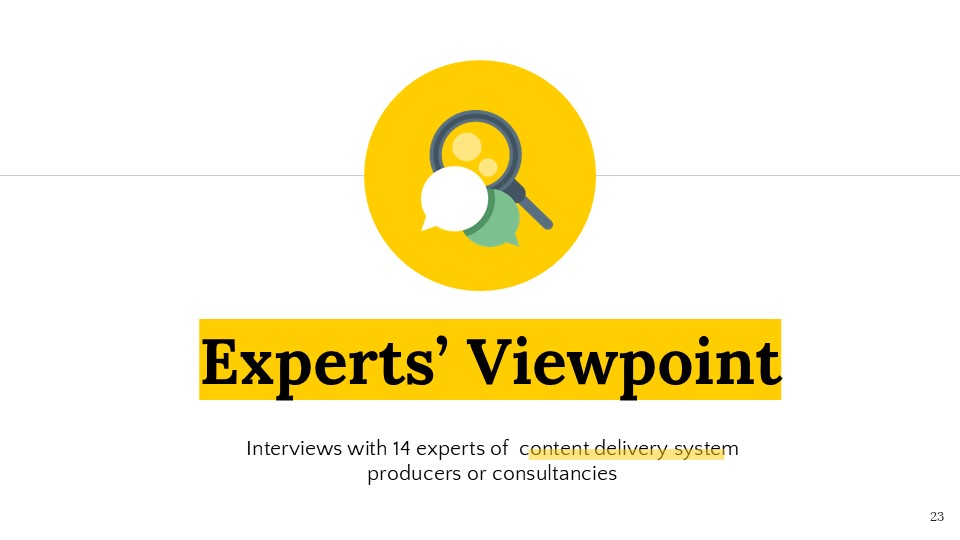 Experts’ Viewpoint
Interviews with 14 experts of  content delivery system
producers or consultancies
23